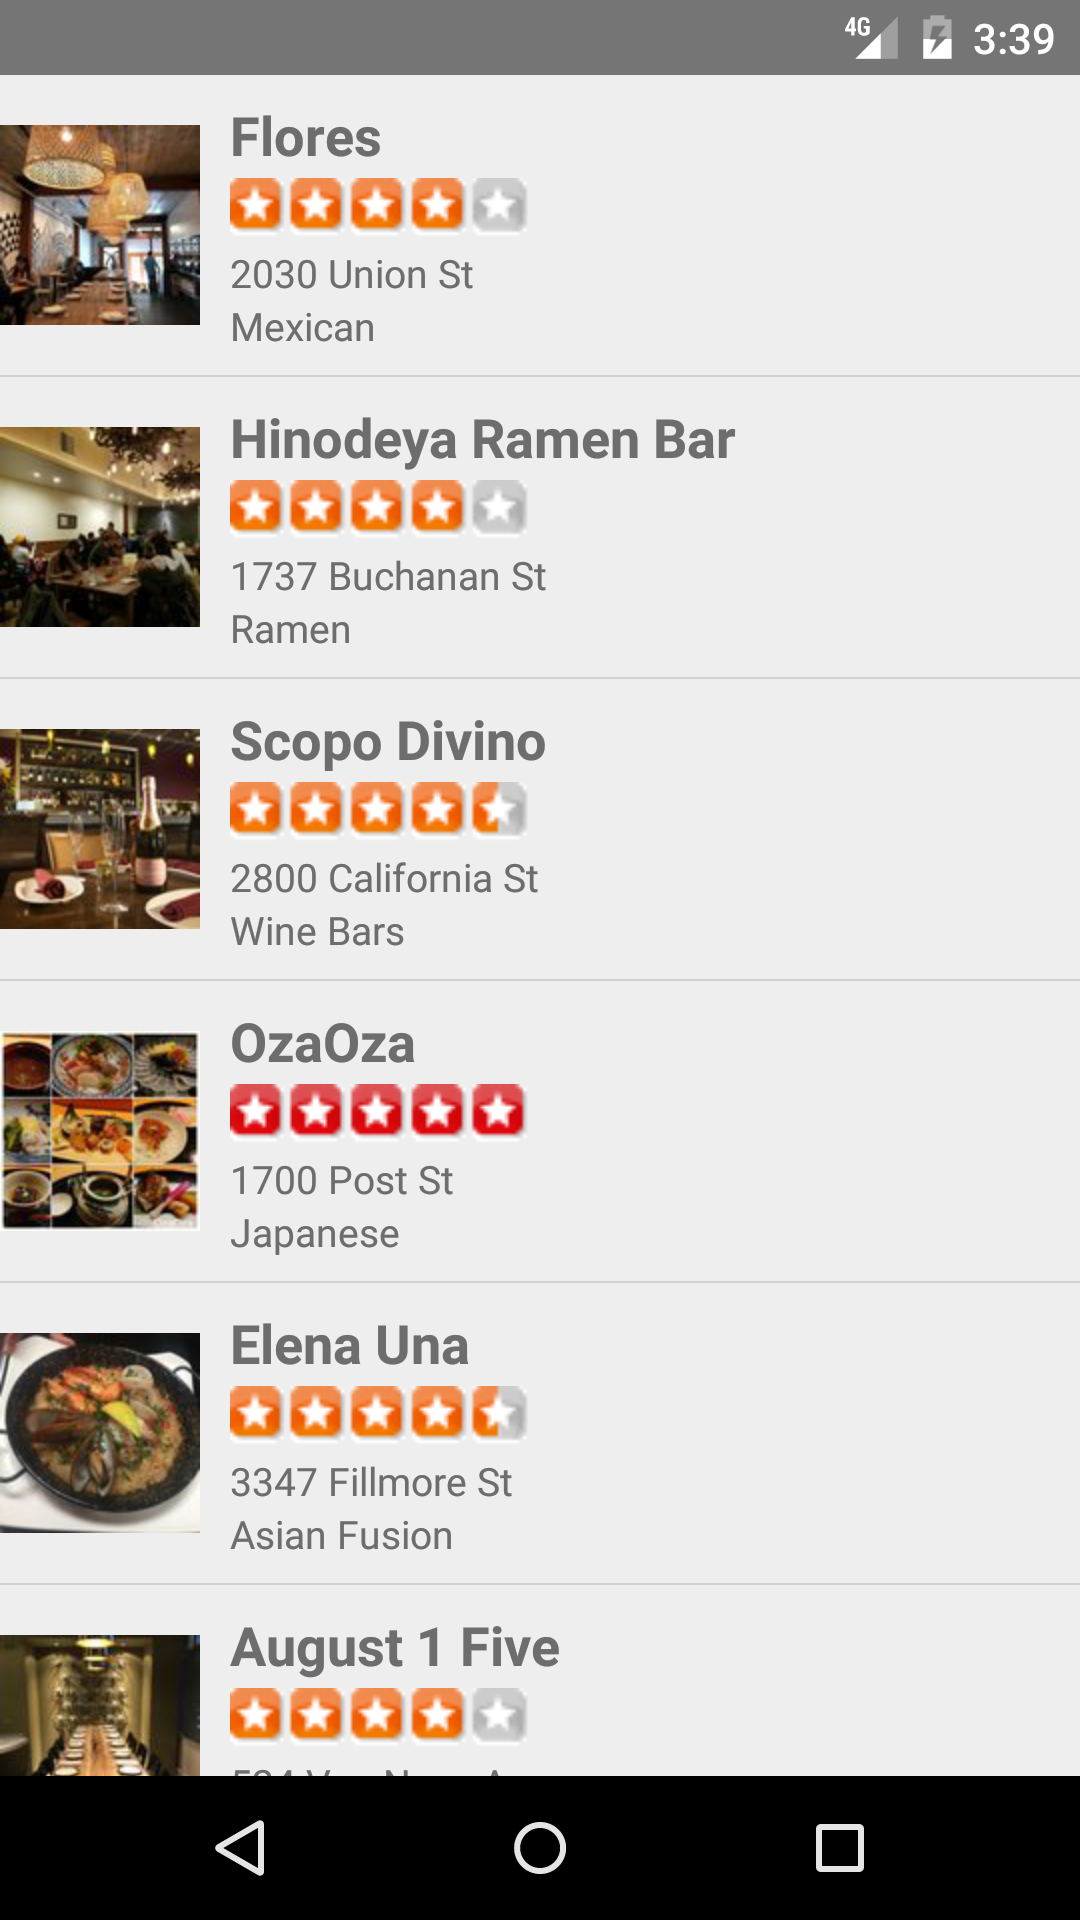 4G 3:39
Flores
2030 Union St
Mexican
Hinodeya Ramen Bar
1737 Buchanan St
Ramen
Scopo Divino
2800 California St
Wine Bars
OzaOza
1700 Post St
Japanese
Elena Una
3347 Fillmore St
Asian Fusion
August 1 Five